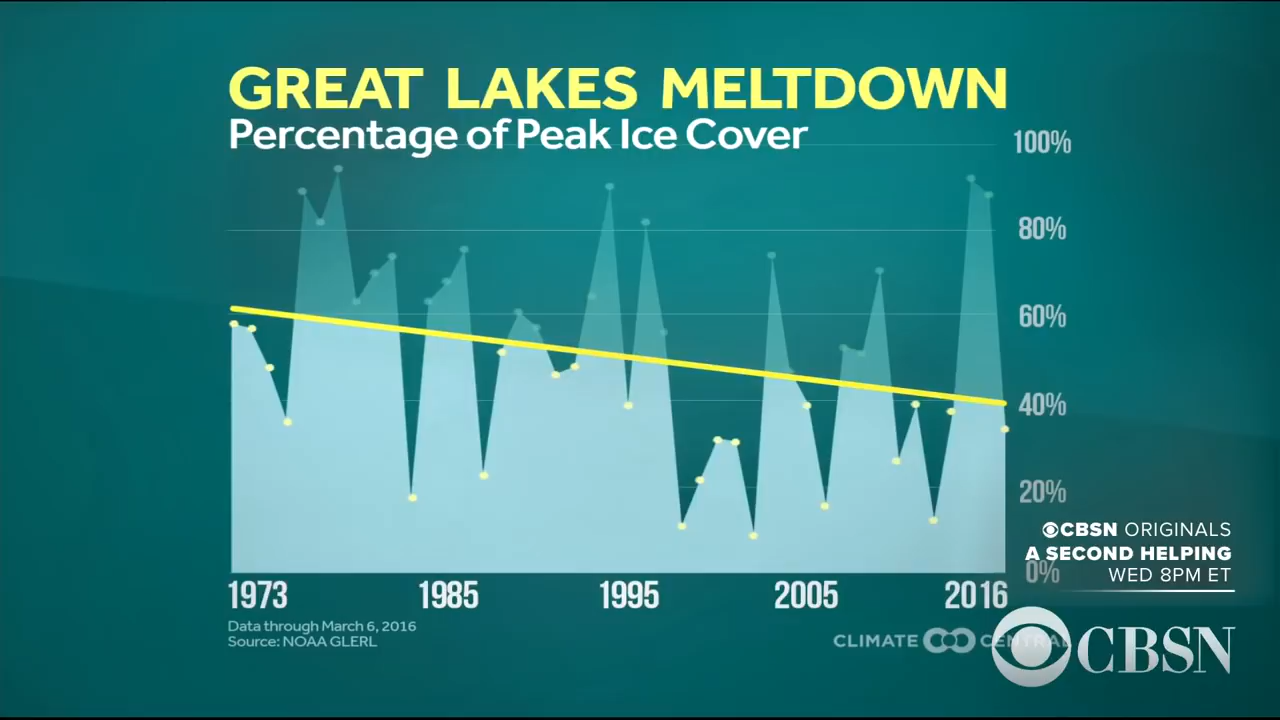 GREAT LAKES MELTDOWN
Percentage of Peak Ice Cover
100%
80%
60%
40%
20%
0%
1973 1985 1995 2005 2016
Data through March 6, 2016
Source: NOAA GLERL
CLIMATE CENTRAL
CBSN ORIGINALS
A SECOND HELPING
WED 8PM ET
CBSN